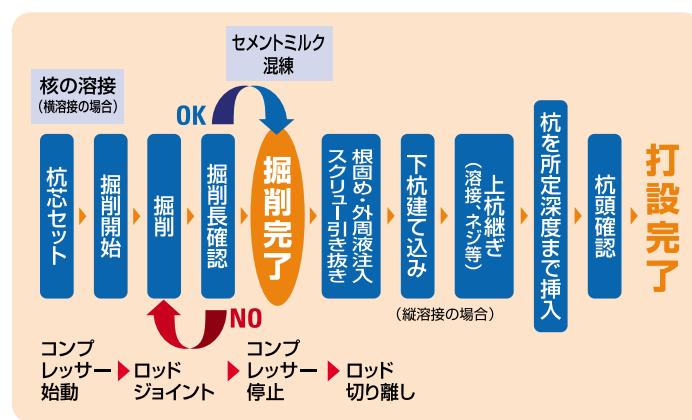 セメントミルク
混練
核の溶接
（横溶接の場合）
OK
杭芯セット
掘削開始
掘削
掘削長確認
掘削完了
根固め・外周液注入
スクリュー引き抜き
下杭建て込み
上杭継ぎ
（溶接、ネジ等）
杭を所定深度まで挿入
杭頭確認
打設完了
NO
（縦溶接の場合）
コンプ
レッサー
始動
ロッド
ジョイント
コンプ
レッサー
停止
ロッド
切り離し